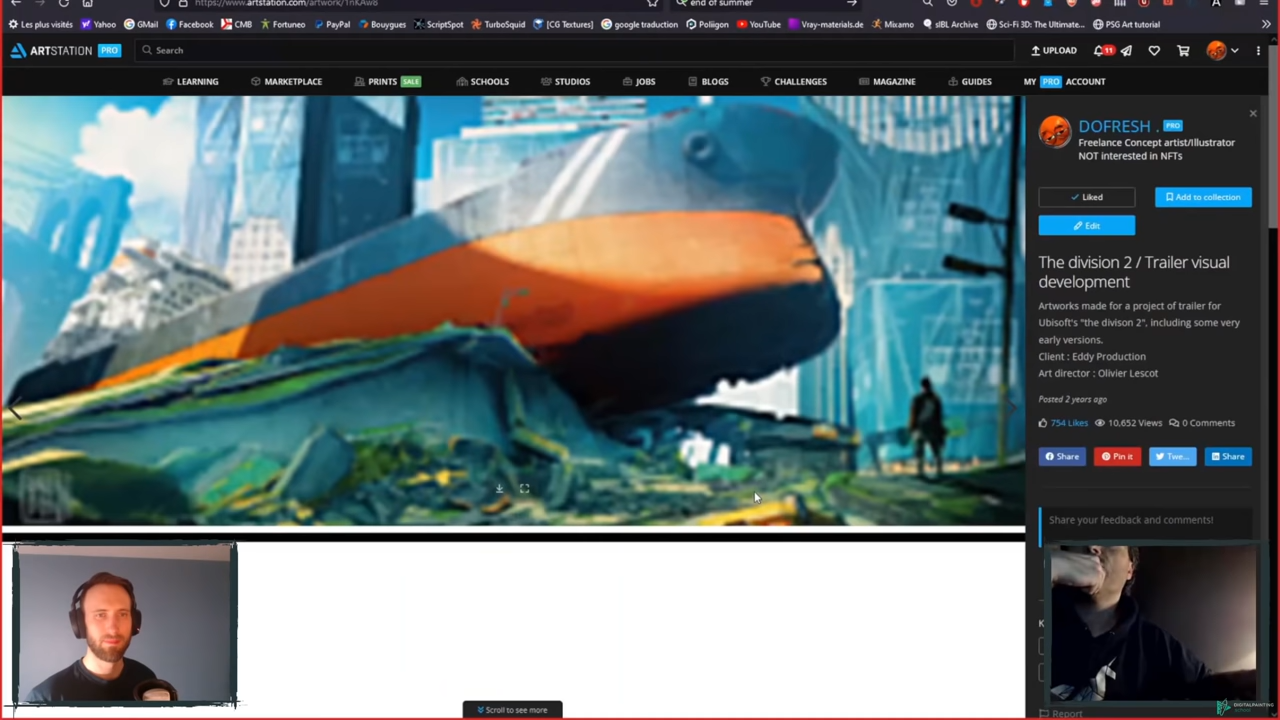 https://www.artstation.com/artwork/1nKAw8
end of summer
Les plus visités
Yahoo
GMail
Facebook
CMB
Fortuneo
PayPal
Bouygues
ScriptSpot
TurboSquid
[CG Textures]
google traduction
Poliigon
YouTube
Vray-materials.de
Mixamo
sIBL Archive
Sci-Fi 3D: The Ultimate...
PSG Art tutorial
ARTSTATION PRO
Search
UPLOAD
11
LEARNING
MARKETPLACE
PRINTS SALE
SCHOOLS
STUDIOS
JOBS
BLOGS
CHALLENGES
MAGAZINE
GUIDES
MY PRO ACCOUNT
DOFRESH . PRO
Freelance Concept artist/Illustrator
NOT interested in NFTs
Liked
Add to collection
Edit
The division 2 / Trailer visual
development
Artworks made for a project of trailer for
Ubisoft's "the divison 2", including some very
early versions.
Client : Eddy Production
Art director : Olivier Lescot
Posted 2 years ago
754 Likes 10,652 Views 0 Comments
Share
Pin it
Twe...
Share
Share your feedback and comments!
Scroll to see more
Report
DIGITALPAINTING